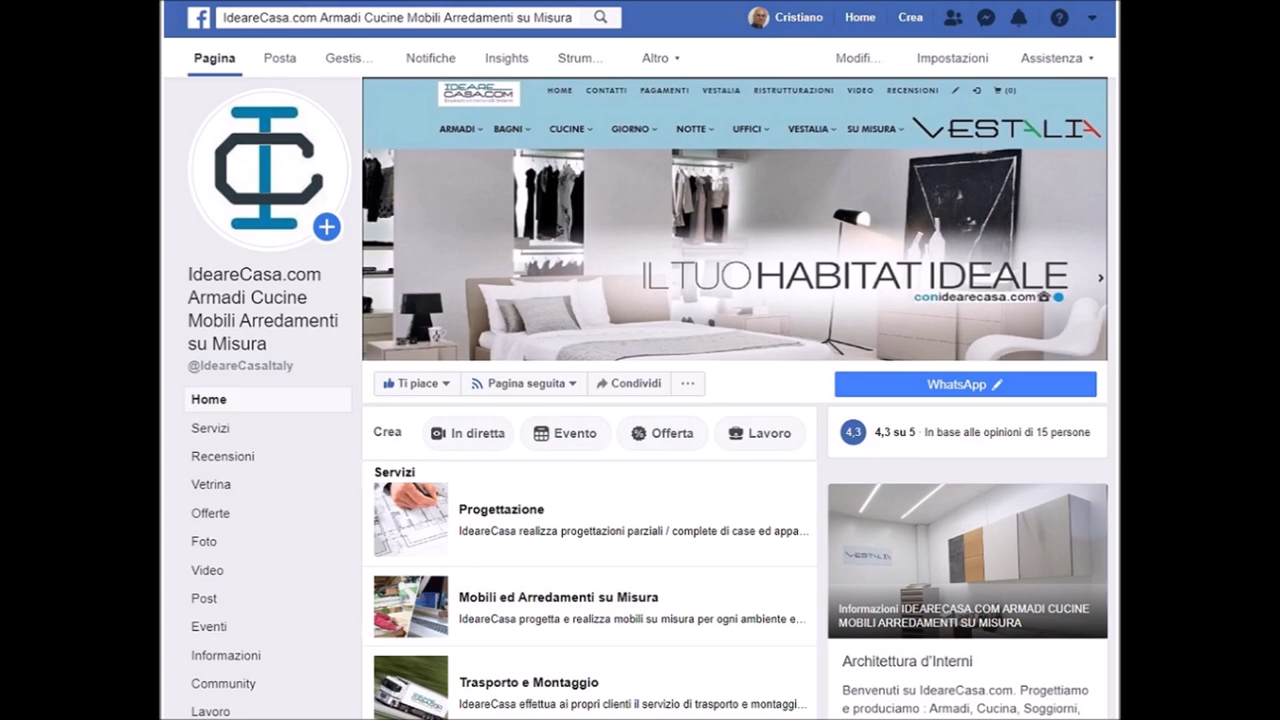 IdeareCasa.com Armadi Cucine Mobili Arredamenti su Misura
Cristiano Home Crea
Pagina Posta Gestis... Notifiche Insights Strum... Altro Modifi... Impostazioni Assistenza
IDEARE CASA.COM
HOME CONTATTI PAGAMENTI VESTALIA RISTRUTTURAZIONI VIDEO RECENSIONI (0)
ARMADI BAGNI CUCINE GIORNO NOTTE UFFICI VESTALIA SU MISURA VESTALIA
IL TUO HABITAT IDEALE
conidearecasa.com
IdeareCasa.com
Armadi Cucine
Mobili Arredamenti
su Misura
@IdeareCasaItaly
Ti piace Pagina seguita Condividi ... WhatsApp
Home
Servizi
Recensioni
Vetrina
Offerte
Foto
Video
Post
Eventi
Informazioni
Community
Lavoro
Crea In diretta Evento Offerta Lavoro
Servizi
Progettazione
IdeareCasa realizza progettazioni parziali / complete di case ed appa...
Mobili ed Arredamenti su Misura
IdeareCasa progetta e realizza mobili su misura per ogni ambiente e...
Trasporto e Montaggio
IdeareCasa effettua ai propri clienti il servizio di trasporto e montaggi...
4,3 4,3 su 5 · In base alle opinioni di 15 persone
VESTALIA
Informazioni IDEARECASA.COM ARMADI CUCINE
MOBILI ARREDAMENTI SU MISURA
Architettura d'Interni
Benvenuti su IdeareCasa.com. Progettiamo
e produciamo : Armadi, Cucina, Soggiorni,